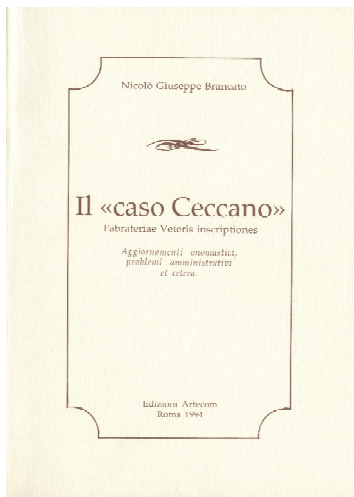 Nicolò Giuseppe Brancato
Il «caso Ceccano»
Fabrateriae Veteris inscriptiones
Aggiornamenti onomastici,
problemi amministrativi
et cetera.
Edizioni Artecom
Roma 1994